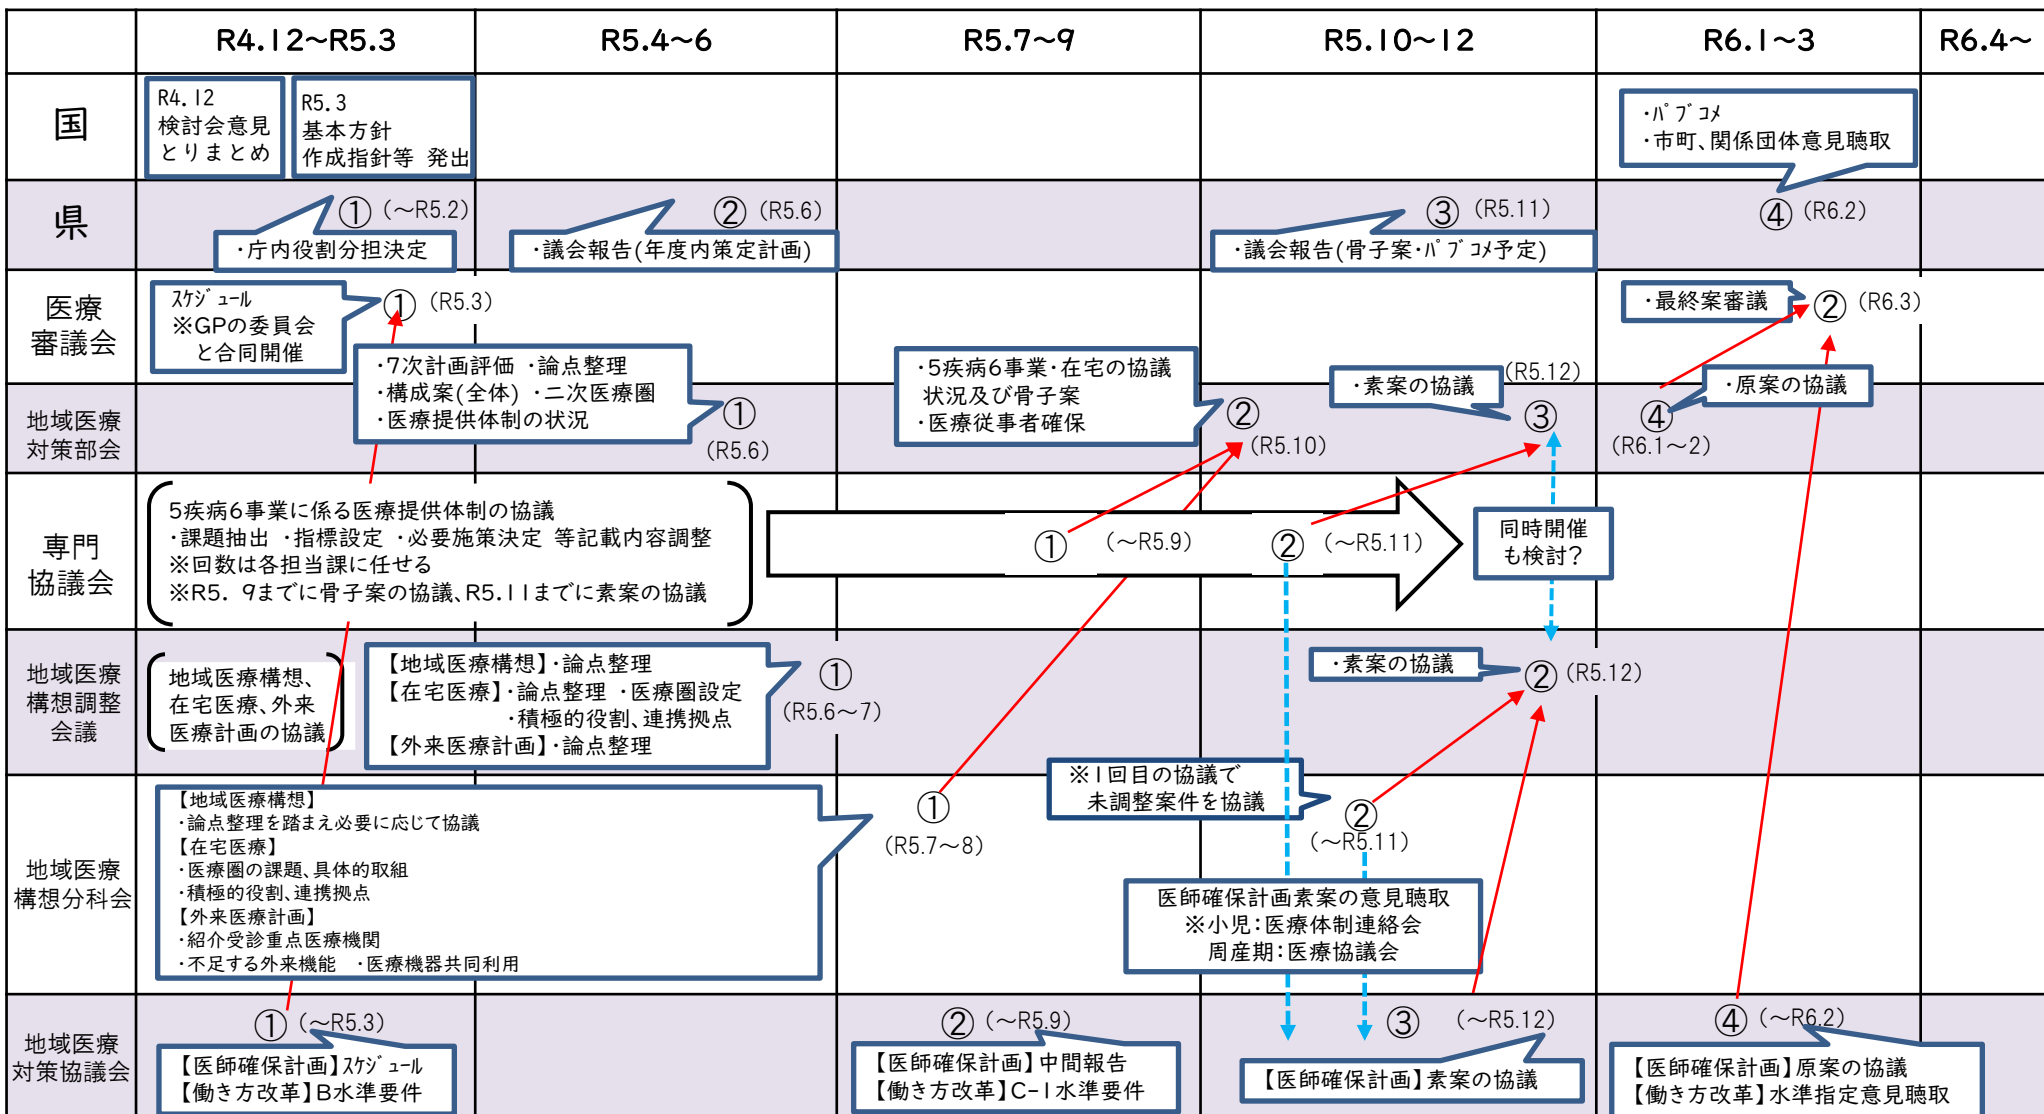 R4.12～R5.3
R5.4～6
R5.7～9
R5.10～12
R6.1～3
R6.4～
国
R4.12
検討会意見
とりまとめ
R5.3
基本方針
作成指針等 発出
・ﾊﾟﾌﾞｺﾒ
・市町、関係団体意見聴取
県
① (～R5.2)
・庁内役割分担決定
② (R5.6)
・議会報告(年度内策定計画)
③ (R5.11)
・議会報告(骨子案・ﾊﾟﾌﾞｺﾒ予定)
④ (R6.2)
医療
審議会
ｽｹｼﾞｭｰﾙ
※GPの委員会
と合同開催
① (R5.3)
・最終案審議
② (R6.3)
地域医療
対策部会
・7次計画評価 ・論点整理
・構成案(全体) ・二次医療圏
・医療提供体制の状況
①
(R5.6)
・5疾病6事業・在宅の協議
状況及び骨子案
・医療従事者確保
②
(R5.10)
・素案の協議
(R5.12)
③
・原案の協議
④
(R6.1～2)
専門
協議会
5疾病6事業に係る医療提供体制の協議
・課題抽出 ・指標設定 ・必要施策決定 等記載内容調整
※回数は各担当課に任せる
※R5. 9までに骨子案の協議、R5.11までに素案の協議
① (～R5.9)
② (～R5.11)
同時開催
も検討?
地域医療
構想調整
会議
地域医療構想、
在宅医療、外来
医療計画の協議
【地域医療構想】・論点整理
【在宅医療】・論点整理 ・医療圏設定
・積極的役割、連携拠点
【外来医療計画】・論点整理
①
(R5.6～7)
・素案の協議
② (R5.12)
地域医療
構想分科会
【地域医療構想】
・論点整理を踏まえ必要に応じて協議
【在宅医療】
・医療圏の課題、具体的取組
・積極的役割、連携拠点
【外来医療計画】
・紹介受診重点医療機関
・不足する外来機能 ・医療機器共同利用
①
(R5.7～8)
※1回目の協議で
未調整案件を協議
②
(～R5.11)
医師確保計画素案の意見聴取
※小児：医療体制連絡会
周産期：医療協議会
地域医療
対策協議会
① (～R5.3)
【医師確保計画】ｽｹｼﾞｭｰﾙ
【働き方改革】B水準要件
② (～R5.9)
【医師確保計画】中間報告
【働き方改革】C-1水準要件
③ (～R5.12)
【医師確保計画】素案の協議
④ (～R6.2)
【医師確保計画】原案の協議
【働き方改革】水準指定意見聴取